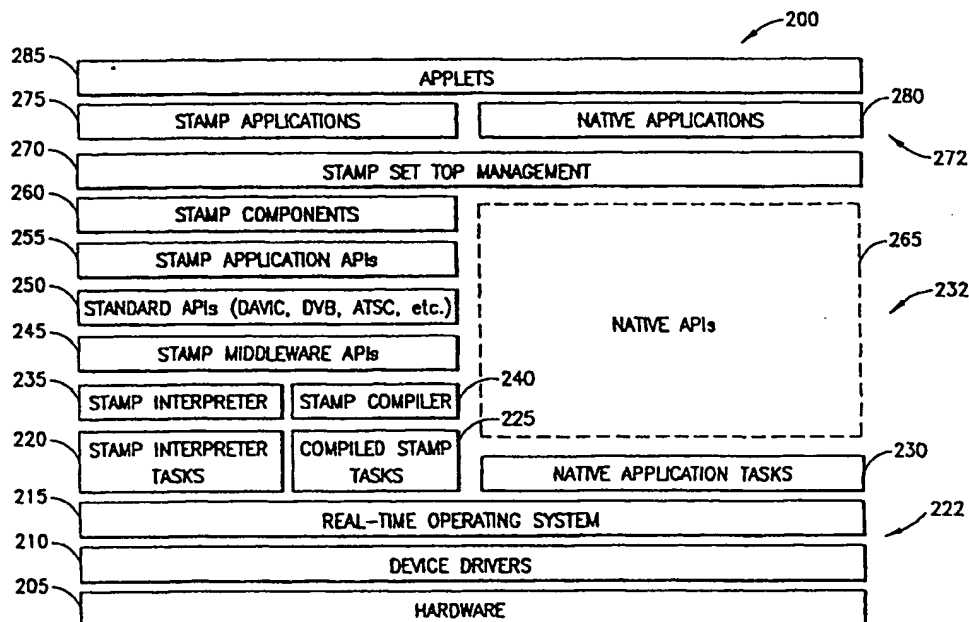 200
285 APPLETS
275 STAMP APPLICATIONS NATIVE APPLICATIONS 280
272
270 STAMP SET TOP MANAGEMENT
260 STAMP COMPONENTS
255 STAMP APPLICATION APIs 265
250 STANDARD APIs (DAVIC, DVB, ATSC, etc.) NATIVE APIs 232
245 STAMP MIDDLEWARE APIs
235 STAMP INTERPRETER STAMP COMPILER 240
220 STAMP INTERPRETER TASKS COMPILED STAMP TASKS 225
NATIVE APPLICATION TASKS 230
215 REAL-TIME OPERATING SYSTEM 222
210 DEVICE DRIVERS
205 HARDWARE